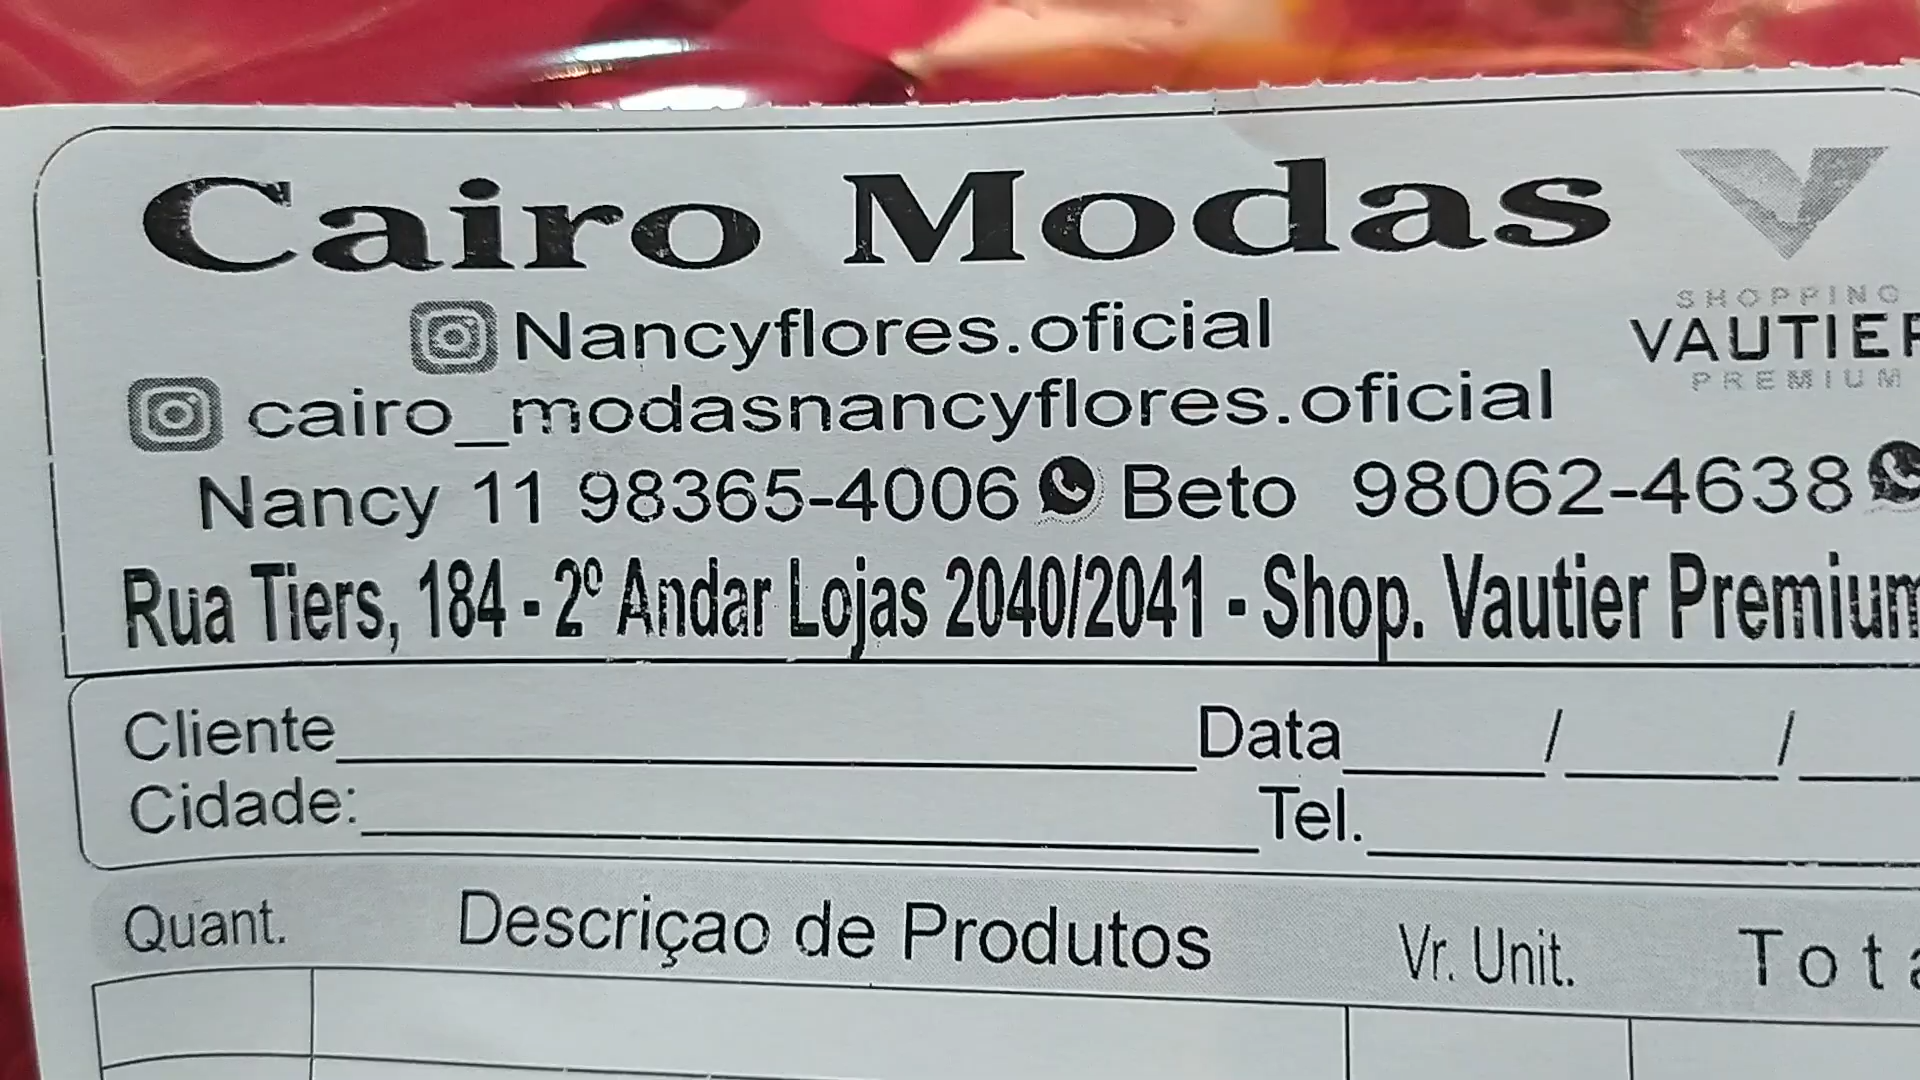 Cairo Modas
Nancyflores.oficial
cairo_modasnancyflores.oficial
SHOPPING
VAUTIER
PREMIUM
Nancy 11 98365-4006 Beto 98062-4638
Rua Tiers, 184 - 2º Andar Lojas 2040/2041 - Shop. Vautier Premium
Cliente Data / /
Cidade: Tel.
Quant. Descriçao de Produtos Vr. Unit. Tota